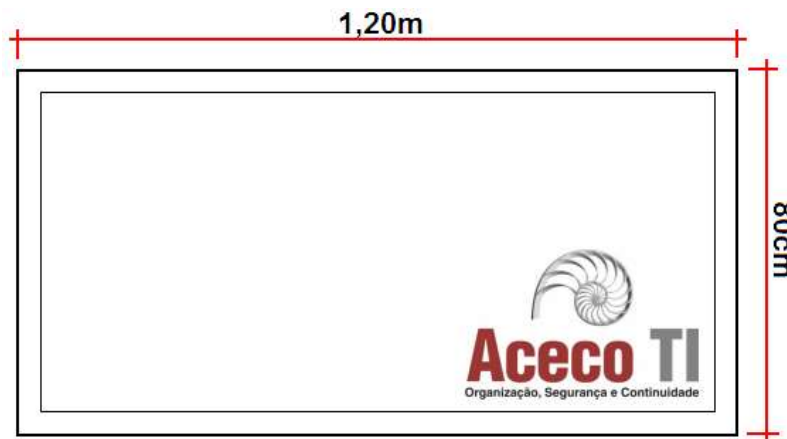 1,20m
80cm
Aceco TI
Organização, Segurança e Continuidade